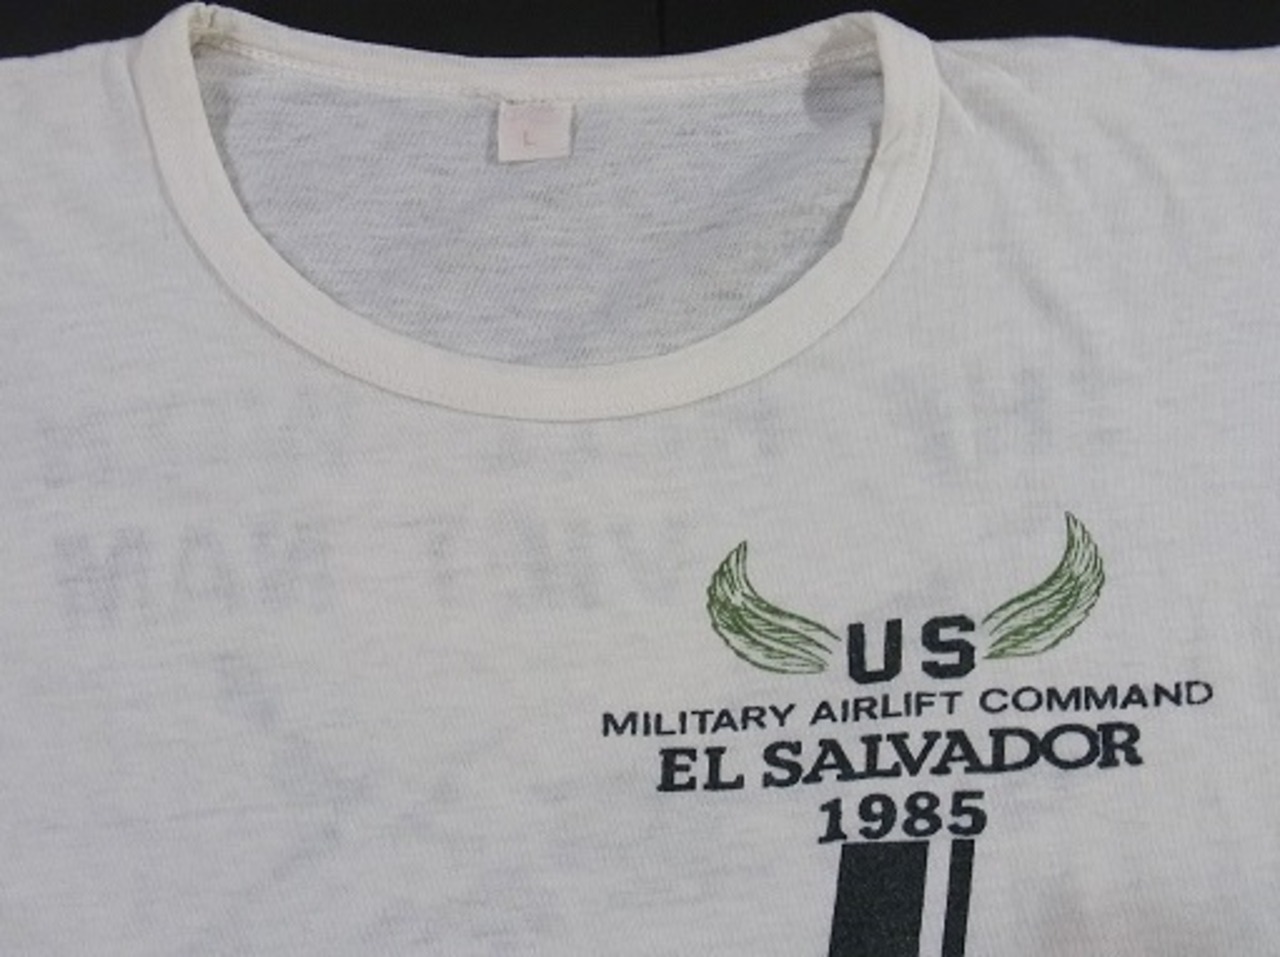 L
US
MILITARY AIRLIFT COMMAND
EL SALVADOR
1985